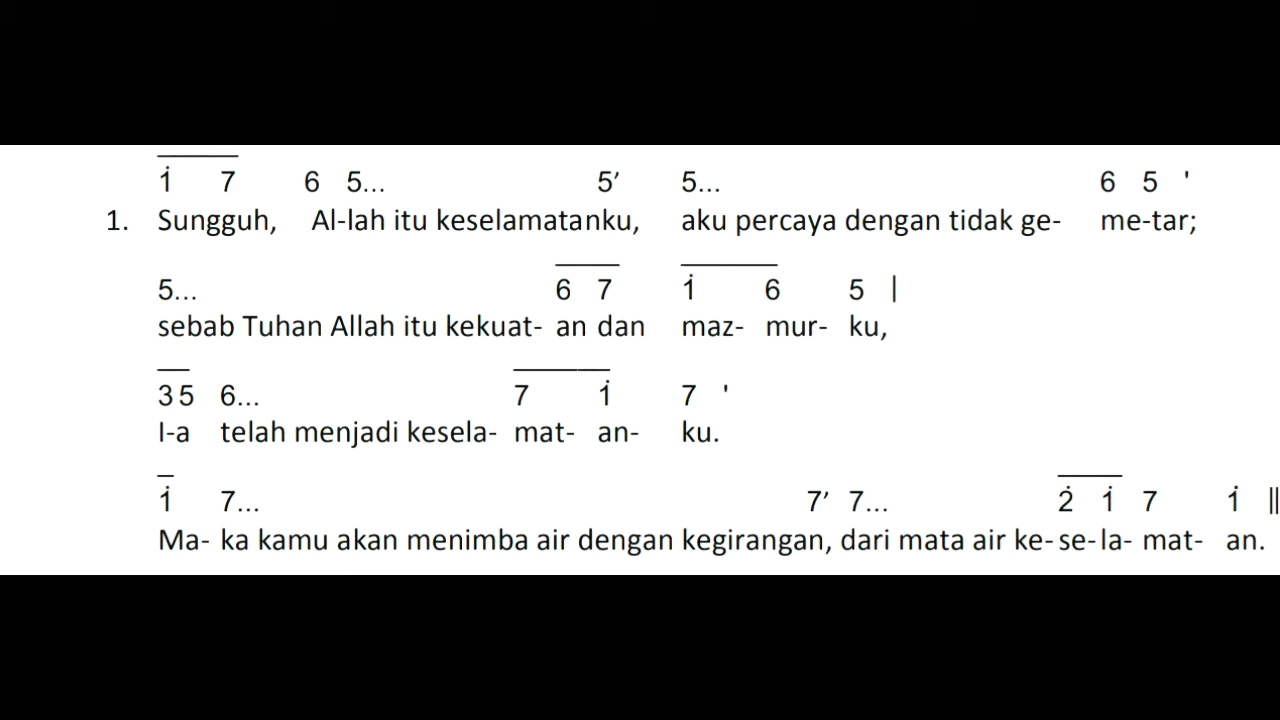 1̇ 7 6 5... 5′ 5... 6 5 '
1. Sungguh, Al-lah itu keselamatanku, aku percaya dengan tidak ge- me-tar;
5... 6 7 1̇ 6 5 |
sebab Tuhan Allah itu kekuat- an dan maz- mur- ku,
3 5 6... 7 1̇ 7 '
I-a telah menjadi kesela- mat- an- ku.
1̇ 7... 7′ 7... 2̇ 1̇ 7 1̇ ||
Ma- ka kamu akan menimba air dengan kegirangan, dari mata air ke- se-la- mat- an.